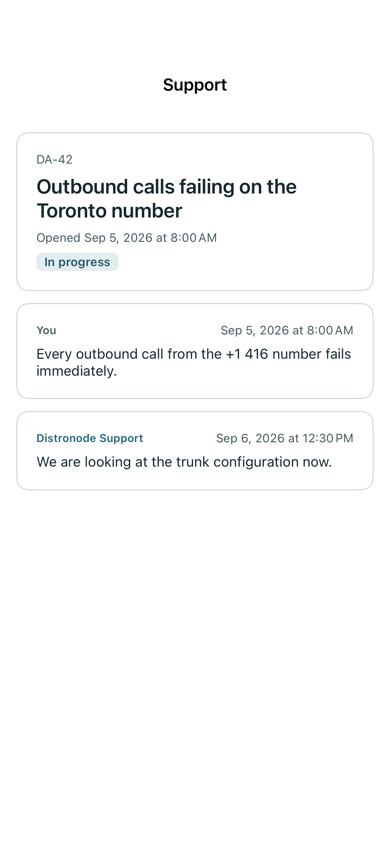 Support
DA-42
Outbound calls failing on the
Toronto number
Opened Sep 5, 2026 at 8:00 AM
In progress
You
Sep 5, 2026 at 8:00 AM
Every outbound call from the +1 416 number fails
immediately.
Distronode Support
Sep 6, 2026 at 12:30 PM
We are looking at the trunk configuration now.